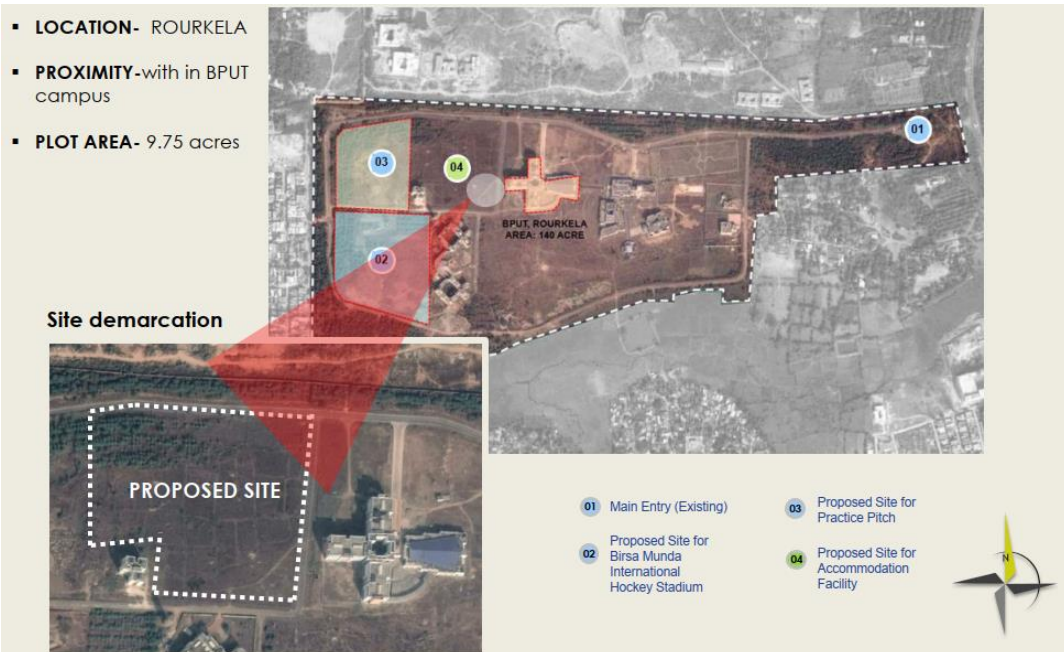 ▪ LOCATION- ROURKELA
▪ PROXIMITY-with in BPUT
campus
▪ PLOT AREA- 9.75 acres
01
03
04
02
BPUT, ROURKELA
AREA: 140 ACRE
Site demarcation
PROPOSED SITE
01 Main Entry (Existing)
02 Proposed Site for
Birsa Munda
International
Hockey Stadium
03 Proposed Site for
Practice Pitch
04 Proposed Site for
Accommodation
Facility
N